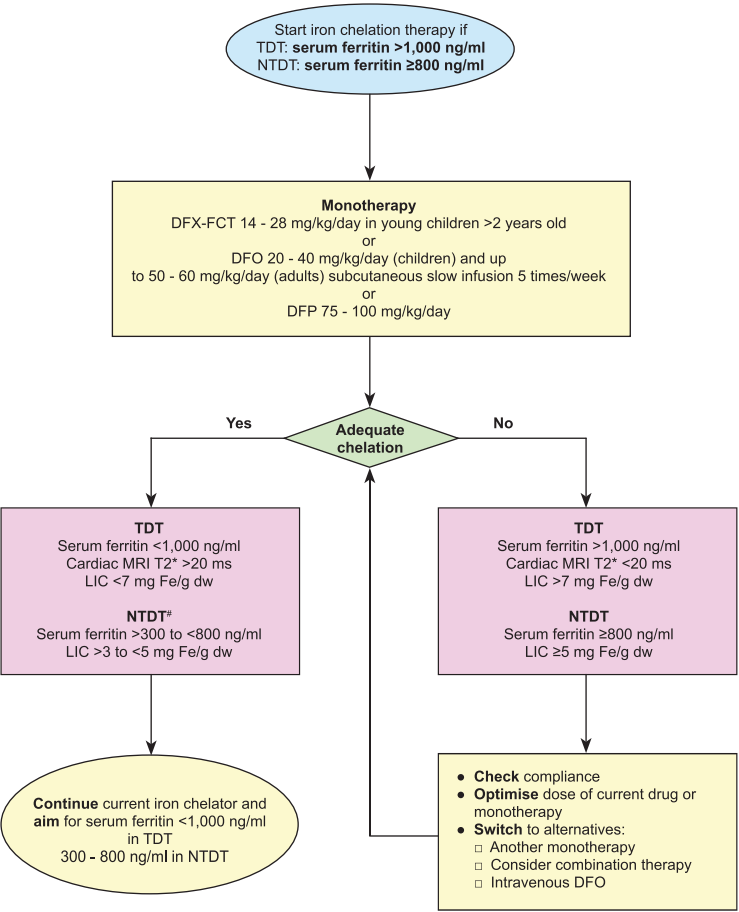 Start iron chelation therapy if
TDT: serum ferritin >1,000 ng/ml
NTDT: serum ferritin ≥800 ng/ml
Monotherapy
DFX-FCT 14 - 28 mg/kg/day in young children >2 years old
or
DFO 20 - 40 mg/kg/day (children) and up
to 50 - 60 mg/kg/day (adults) subcutaneous slow infusion 5 times/week
or
DFP 75 - 100 mg/kg/day
Adequate
chelation
Yes
No
TDT
Serum ferritin <1,000 ng/ml
Cardiac MRI T2* >20 ms
LIC <7 mg Fe/g dw
NTDT#
Serum ferritin >300 to <800 ng/ml
LIC >3 to <5 mg Fe/g dw
TDT
Serum ferritin >1,000 ng/ml
Cardiac MRI T2* <20 ms
LIC >7 mg Fe/g dw
NTDT
Serum ferritin ≥800 ng/ml
LIC ≥5 mg Fe/g dw
Continue current iron chelator and
aim for serum ferritin <1,000 ng/ml
in TDT
300 - 800 ng/ml in NTDT
● Check compliance
● Optimise dose of current drug or
monotherapy
● Switch to alternatives:
□ Another monotherapy
□ Consider combination therapy
□ Intravenous DFO